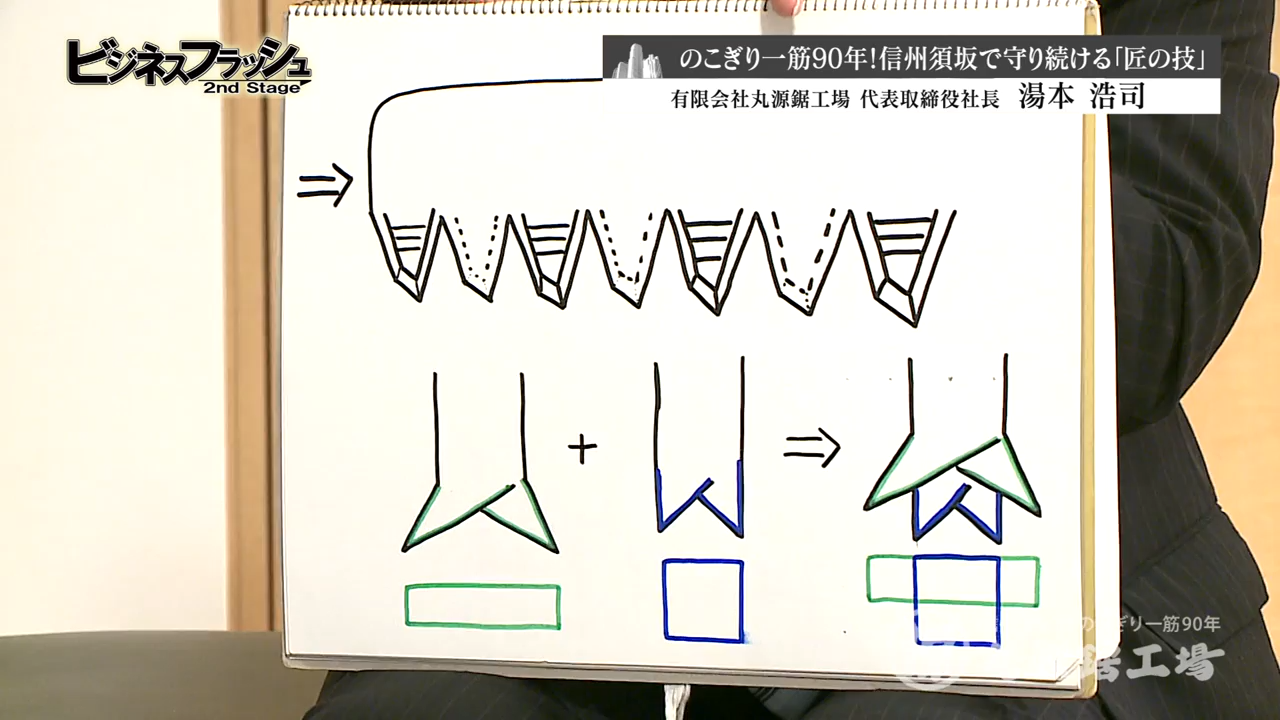 ビジネスフラッシュ
2nd Stage
のこぎり一筋90年！信州須坂で守り続ける「匠の技」
有限会社丸源鋸工場 代表取締役社長 湯本 浩司
⇒
+ ⇒
のこぎり一筋90年
鋸工場